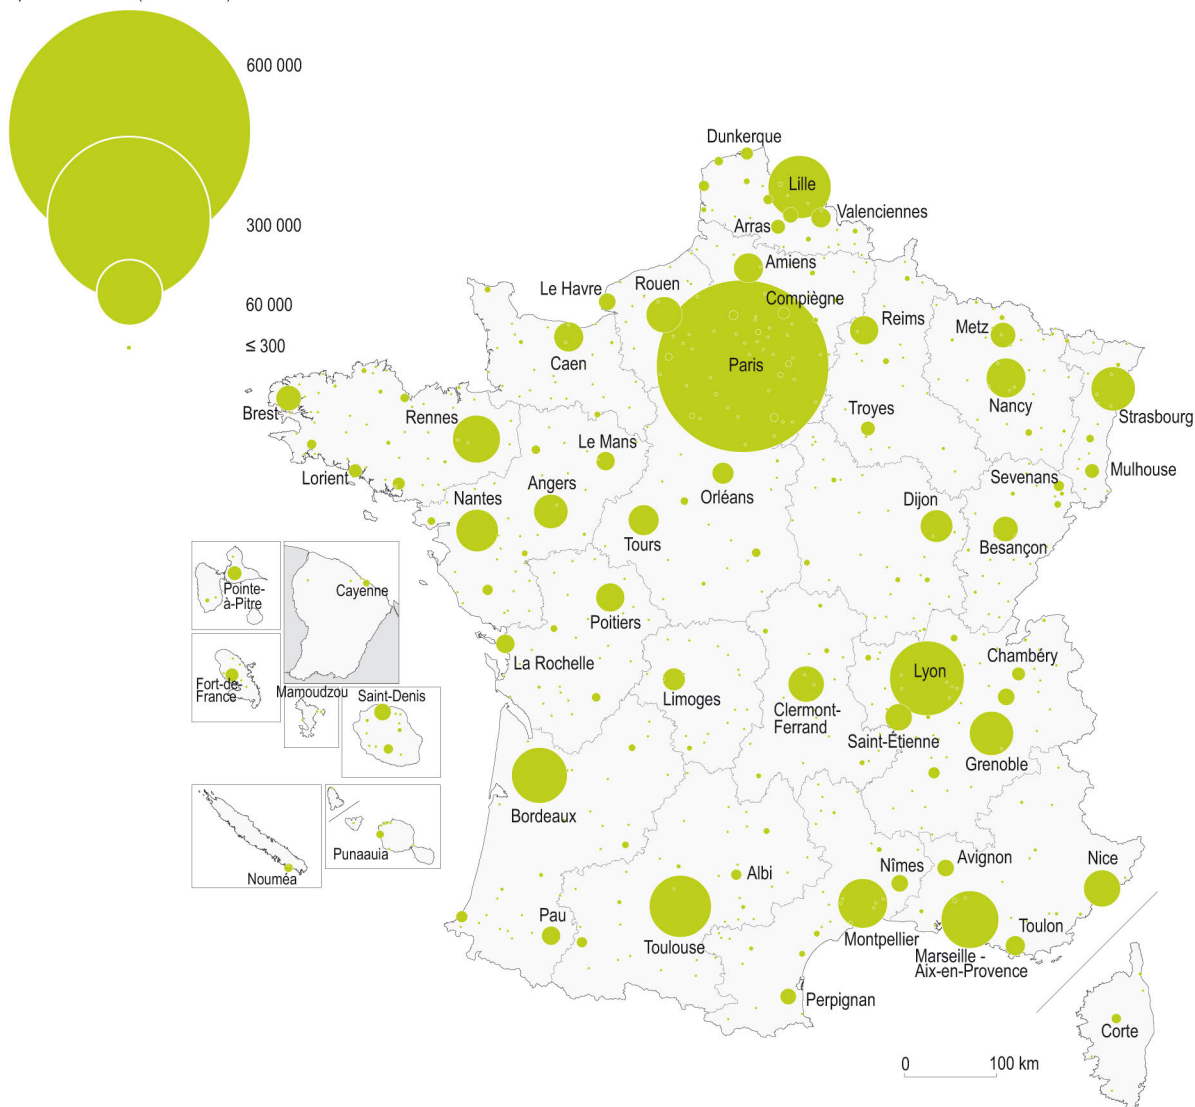 600 000
300 000
60 000
≤ 300
Dunkerque
Lille
Valenciennes
Arras
Amiens
Le Havre
Rouen
Compiègne
Reims
Metz
Caen
Paris
Nancy
Strasbourg
Brest
Rennes
Troyes
Le Mans
Lorient
Angers
Orléans
Sevenans
Mulhouse
Nantes
Dijon
Tours
Besançon
Pointe-
à-Pitre
Cayenne
Poitiers
La Rochelle
Lyon
Chambéry
Fort-de-
France
Mamoudzou
Saint-Denis
Limoges
Clermont-
Ferrand
Saint-Étienne
Grenoble
Bordeaux
Punaauia
Nouméa
Albi
Nîmes
Avignon
Nice
Pau
Toulouse
Montpellier
Toulon
Marseille -
Aix-en-Provence
Perpignan
Corte
0 100 km